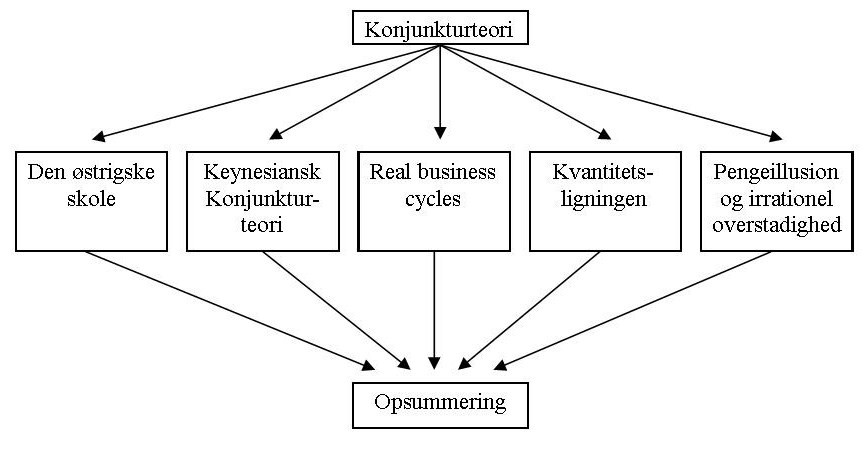 Konjunkturteori
Den østrigske
skole
Keynesiansk
Konjunktur-
teori
Real business
cycles
Kvantitets-
ligningen
Pengeillusion
og irrationel
overstadighed
Opsummering